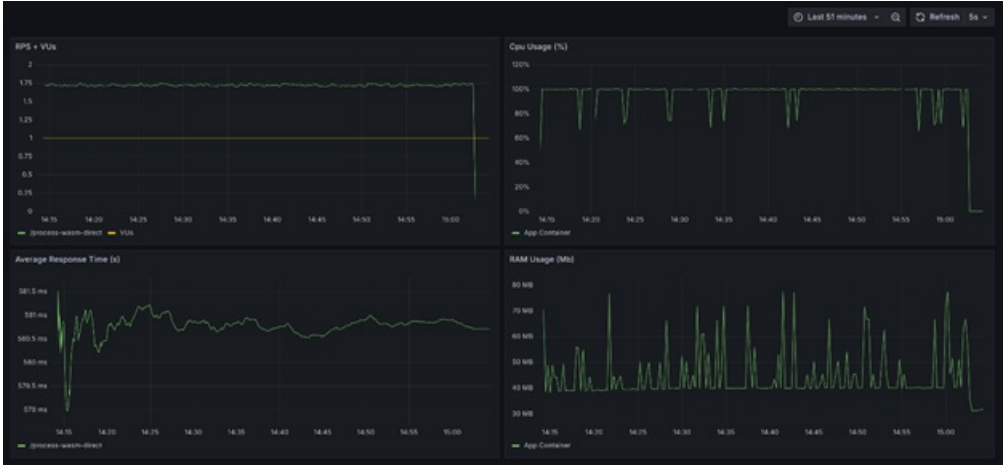 Last 51 minutes
Refresh 5s
RPS + VUs
2
1.75
1.5
1.25
1
0.75
0.5
0.25
0
14:15 14:20 14:25 14:30 14:35 14:40 14:45 14:50 14:55 15:00
/process-wasm-direct VUs
Cpu Usage (%)
120%
100%
80%
60%
40%
20%
0%
14:15 14:20 14:25 14:30 14:35 14:40 14:45 14:50 14:55 15:00
App Container
Average Response Time (s)
581.5 ms
581 ms
580.5 ms
580 ms
579.5 ms
579 ms
14:15 14:20 14:25 14:30 14:35 14:40 14:45 14:50 14:55 15:00
/process-wasm-direct
RAM Usage (Mb)
80 MB
70 MB
60 MB
50 MB
40 MB
30 MB
14:15 14:20 14:25 14:30 14:35 14:40 14:45 14:50 14:55 15:00
App Container